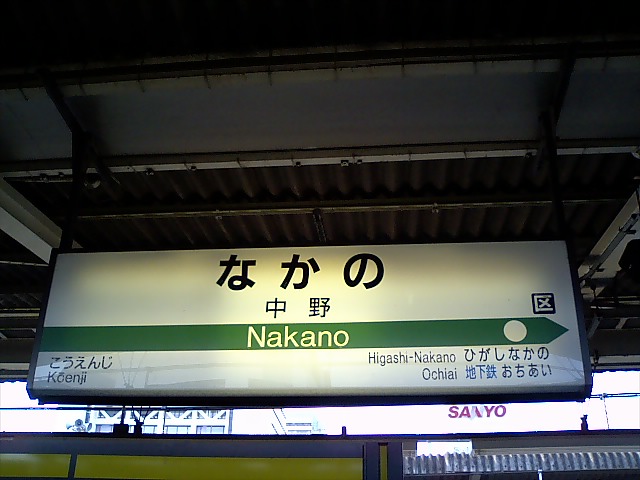 なかの
中野
区
Nakano
こうえんじ
Kōenji
Higashi-Nakano ひがしなかの
Ochiai 地下鉄 おちあい
SANYO